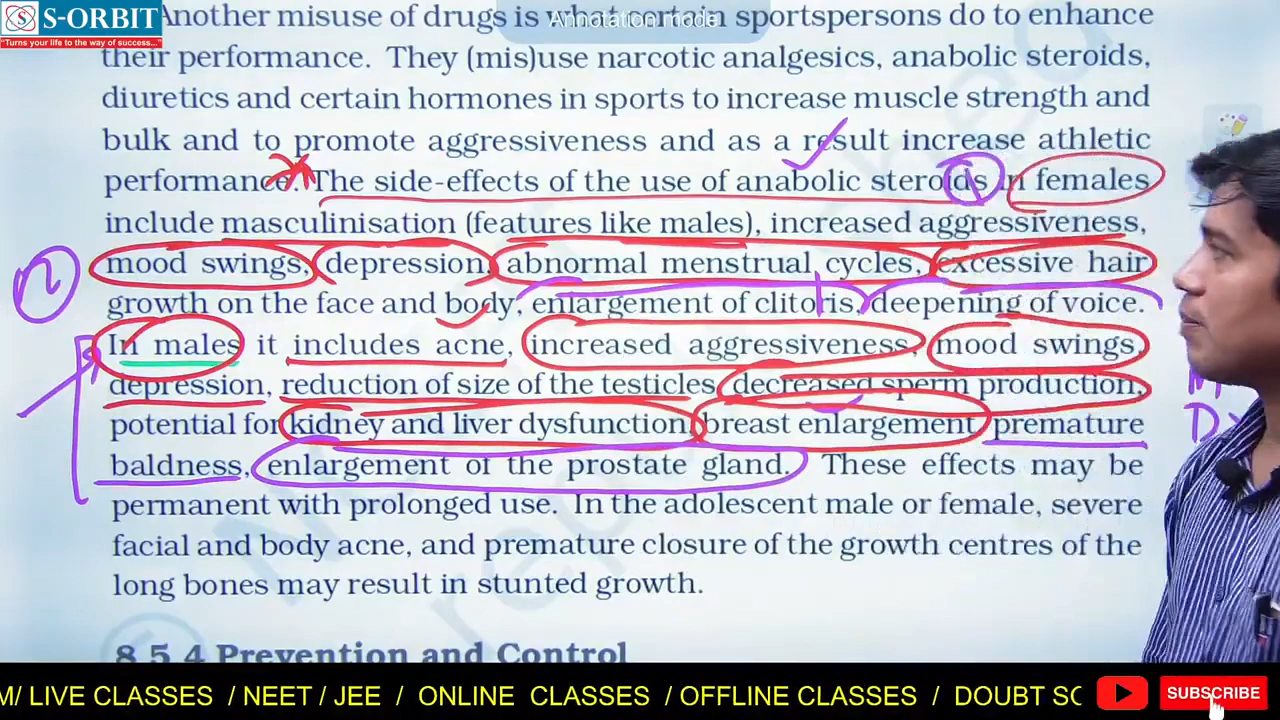 S-ORBIT
"Turns your life to the way of success..."
Annotation mode
Another misuse of drugs is what certain sportspersons do to enhance
their performance. They (mis)use narcotic analgesics, anabolic steroids,
diuretics and certain hormones in sports to increase muscle strength and
bulk and to promote aggressiveness and as a result increase athletic
performance. The side-effects of the use of anabolic steroids in females
include masculinisation (features like males), increased aggressiveness,
mood swings, depression, abnormal menstrual cycles, excessive hair
growth on the face and body, enlargement of clitoris, deepening of voice.
In males it includes acne, increased aggressiveness, mood swings,
depression, reduction of size of the testicles, decreased sperm production,
potential for kidney and liver dysfunction, breast enlargement, premature
baldness, enlargement of the prostate gland. These effects may be
permanent with prolonged use. In the adolescent male or female, severe
facial and body acne, and premature closure of the growth centres of the
long bones may result in stunted growth.
8.5.4 Prevention and Control
M/ LIVE CLASSES / NEET / JEE / ONLINE CLASSES / OFFLINE CLASSES / DOUBT SC
SUBSCRIBE